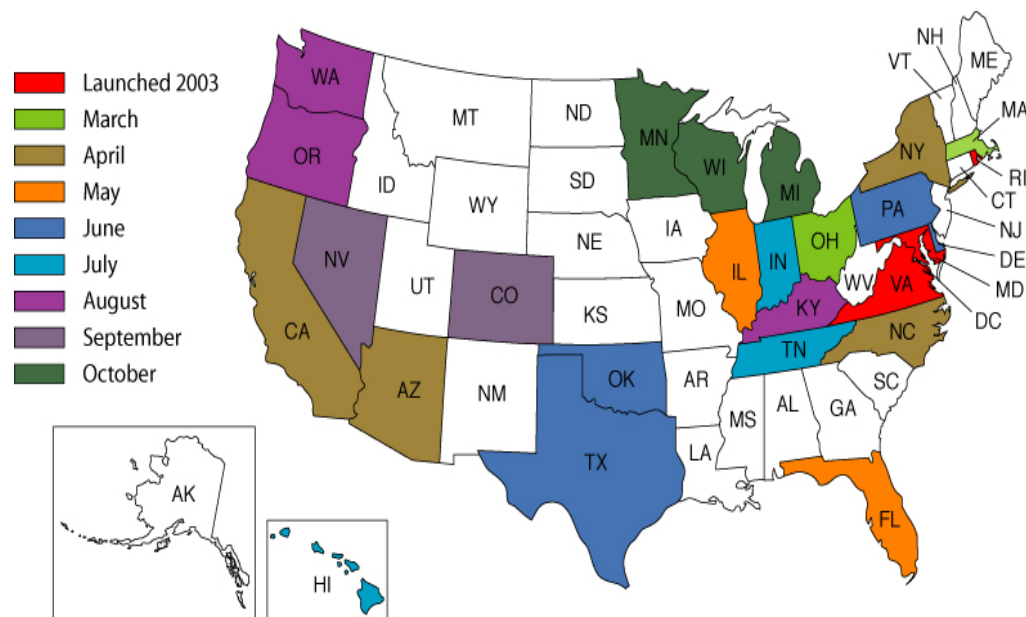 Launched 2003
March
April
May
June
July
August
September
October
WA
OR
CA
NV
ID
MT
WY
UT
AZ
CO
NM
ND
SD
NE
KS
OK
TX
MN
IA
MO
AR
LA
WI
IL
MI
IN
OH
KY
TN
MS
AL
GA
FL
SC
NC
VA
WV
PA
NY
VT
NH
ME
MA
RI
CT
NJ
DE
MD
DC
AK
HI